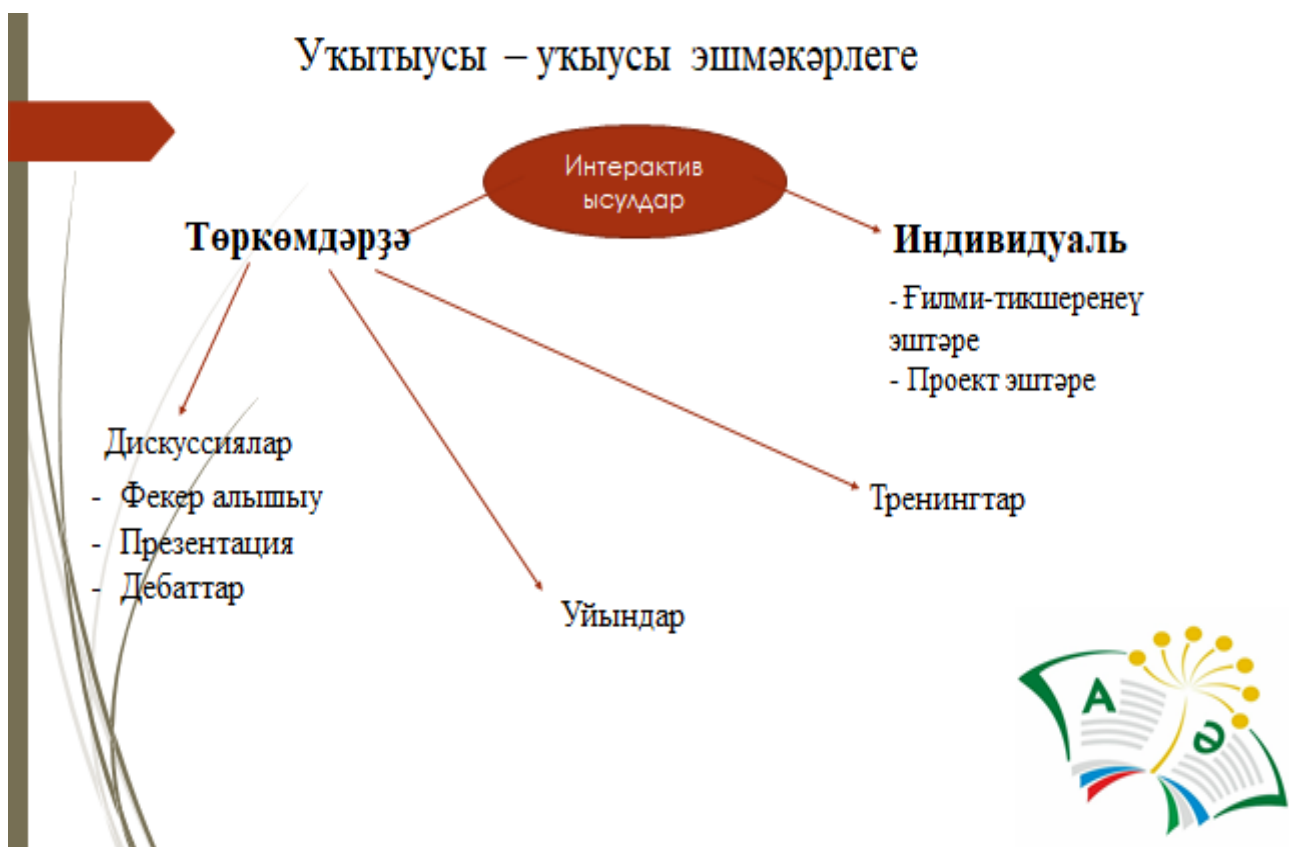 Уҡытыусы – уҡыусы эшмәкәрлеге
Интерактив
ысулдар
Төркөмдәрҙә
Индивидуаль
- Ғилми-тикшеренеү
эштәре
- Проект эштәре
Дискуссиялар
- Фекер алышыу
- Презентация
- Дебаттар
Тренингтар
Уйындар
А
ә